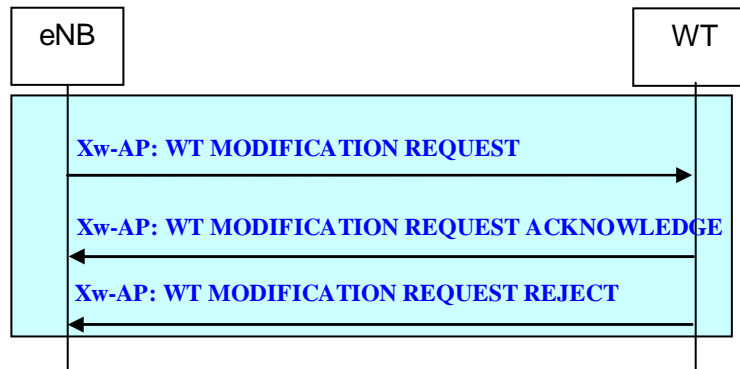 eNB
WT
Xw-AP: WT MODIFICATION REQUEST
Xw-AP: WT MODIFICATION REQUEST ACKNOWLEDGE
Xw-AP: WT MODIFICATION REQUEST REJECT